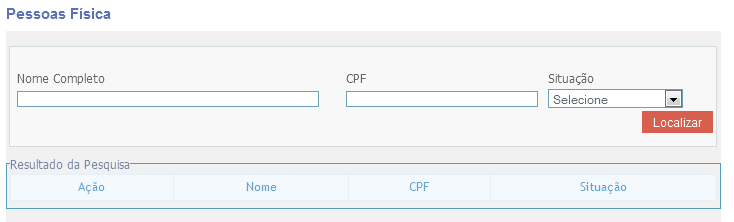 Pessoas Física
Nome Completo CPF Situação
Selecione
Localizar
Resultado da Pesquisa
Ação Nome CPF Situação